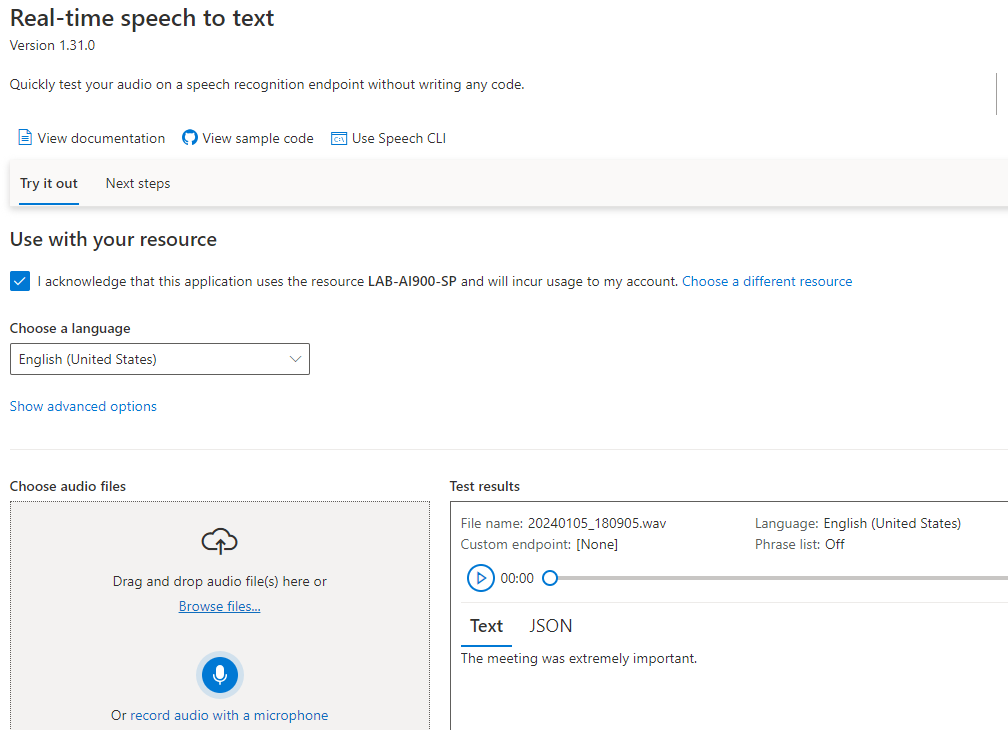 Real-time speech to text
Version 1.31.0
Quickly test your audio on a speech recognition endpoint without writing any code.
View documentation View sample code Use Speech CLI
Try it out Next steps
Use with your resource
I acknowledge that this application uses the resource LAB-AI900-SP and will incur usage to my account. Choose a different resource
Choose a language
English (United States)
Show advanced options
Choose audio files
Drag and drop audio file(s) here or
Browse files...
Or record audio with a microphone
Test results
File name: 20240105_180905.wav Language: English (United States)
Custom endpoint: [None] Phrase list: Off
00:00
Text JSON
The meeting was extremely important.